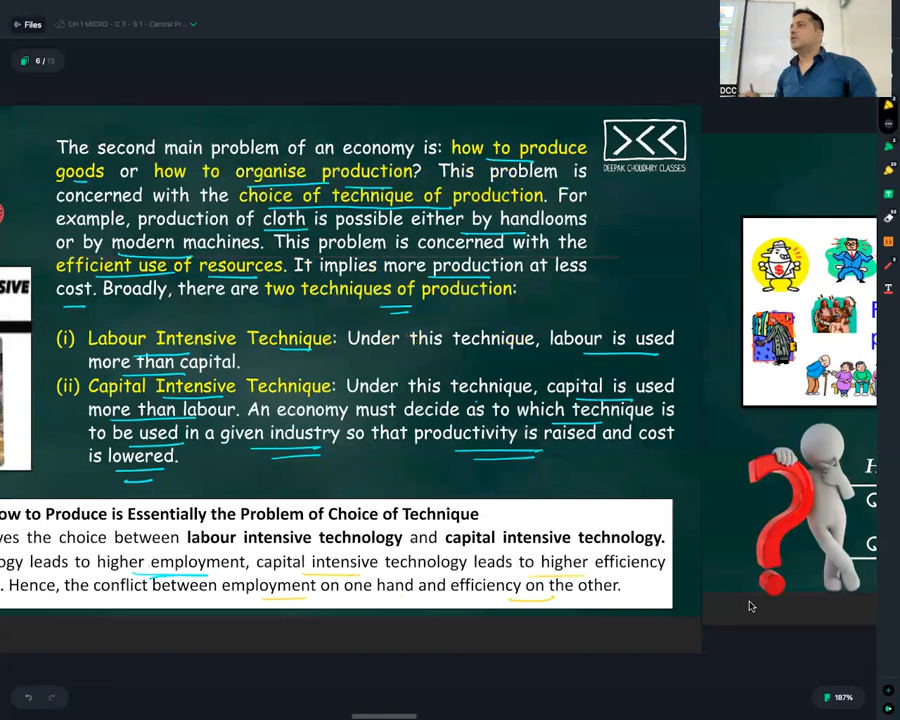 Files
CH 1 MICRO - C 3 - S 1 - Central Pr...
6 / 13
DCC
The second main problem of an economy is: how to produce
goods or how to organise production? This problem is
concerned with the choice of technique of production. For
example, production of cloth is possible either by handlooms
or by modern machines. This problem is concerned with the
efficient use of resources. It implies more production at less
cost. Broadly, there are two techniques of production:
DEEPAK CHOUDHRY CLASSES
(i) Labour Intensive Technique: Under this technique, labour is used
more than capital.
(ii) Capital Intensive Technique: Under this technique, capital is used
more than labour. An economy must decide as to which technique is
to be used in a given industry so that productivity is raised and cost
is lowered.
SIVE
ow to Produce is Essentially the Problem of Choice of Technique
ves the choice between labour intensive technology and capital intensive technology.
ogy leads to higher employment, capital intensive technology leads to higher efficiency
. Hence, the conflict between employment on one hand and efficiency on the other.
187%